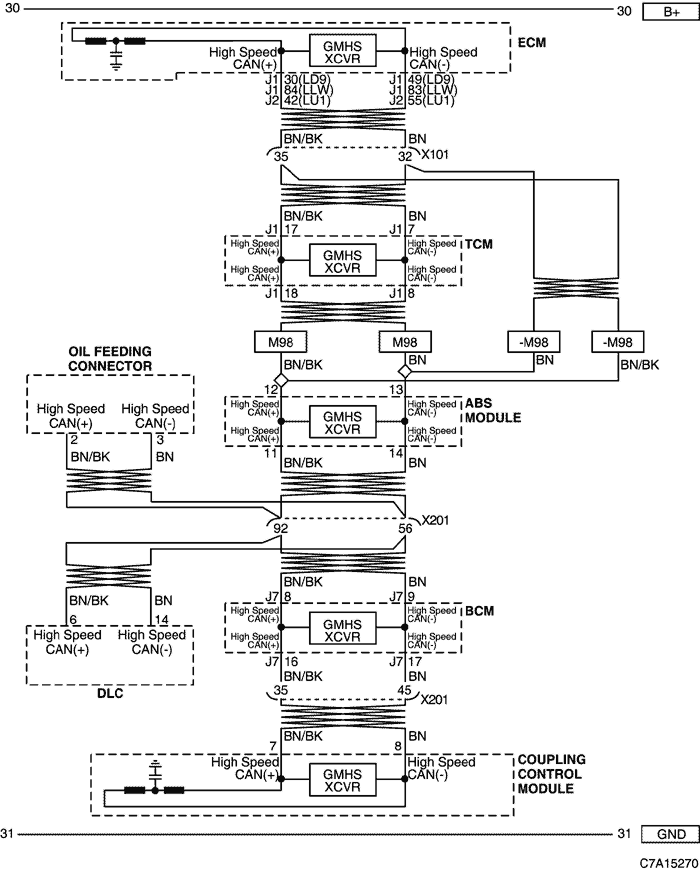 30 30 B+
ECM
High Speed CAN(+) GMHS XCVR High Speed CAN(-)
J1 30(LD9) J1 49(LD9)
J1 84(LLW) J1 83(LLW)
J2 42(LU1) J2 55(LU1)
BN/BK BN
35 32 X101
BN/BK BN
J1 17 J1 7
TCM
High Speed CAN(+) High Speed CAN(-)
GMHS XCVR
High Speed CAN(+) High Speed CAN(-)
J1 18 J1 8
M98 M98 -M98 -M98
BN/BK BN BN BN/BK
12 13
ABS MODULE
High Speed CAN(+) High Speed CAN(-)
GMHS XCVR
High Speed CAN(+) High Speed CAN(-)
11 14
BN/BK BN
OIL FEEDING CONNECTOR
High Speed CAN(+) High Speed CAN(-)
2 3
BN/BK BN
92 56 X201
BN/BK BN
6 14
High Speed CAN(+) High Speed CAN(-)
DLC
BN/BK BN
J7 8 J7 9
BCM
High Speed CAN(+) High Speed CAN(-)
GMHS XCVR
High Speed CAN(+) High Speed CAN(-)
J7 16 J7 17
BN/BK BN
35 45 X201
BN/BK BN
7 8
High Speed CAN(+) GMHS XCVR High Speed CAN(-)
COUPLING CONTROL MODULE
31 31 GND
C7A15270